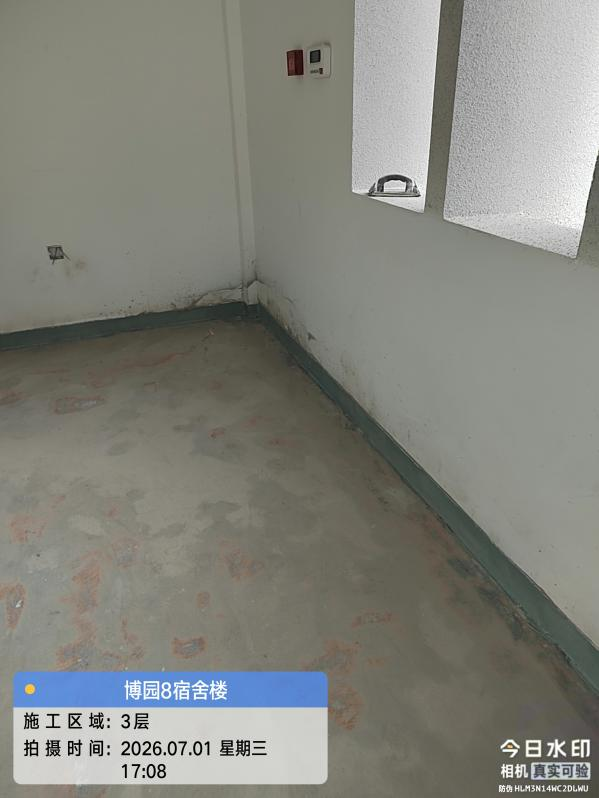 博园8宿舍楼
施工区域：3层
拍摄时间：2026.07.01 星期三
17:08
今日水印
相机 真实可验
防伪 HLM3N14WC2DLWU